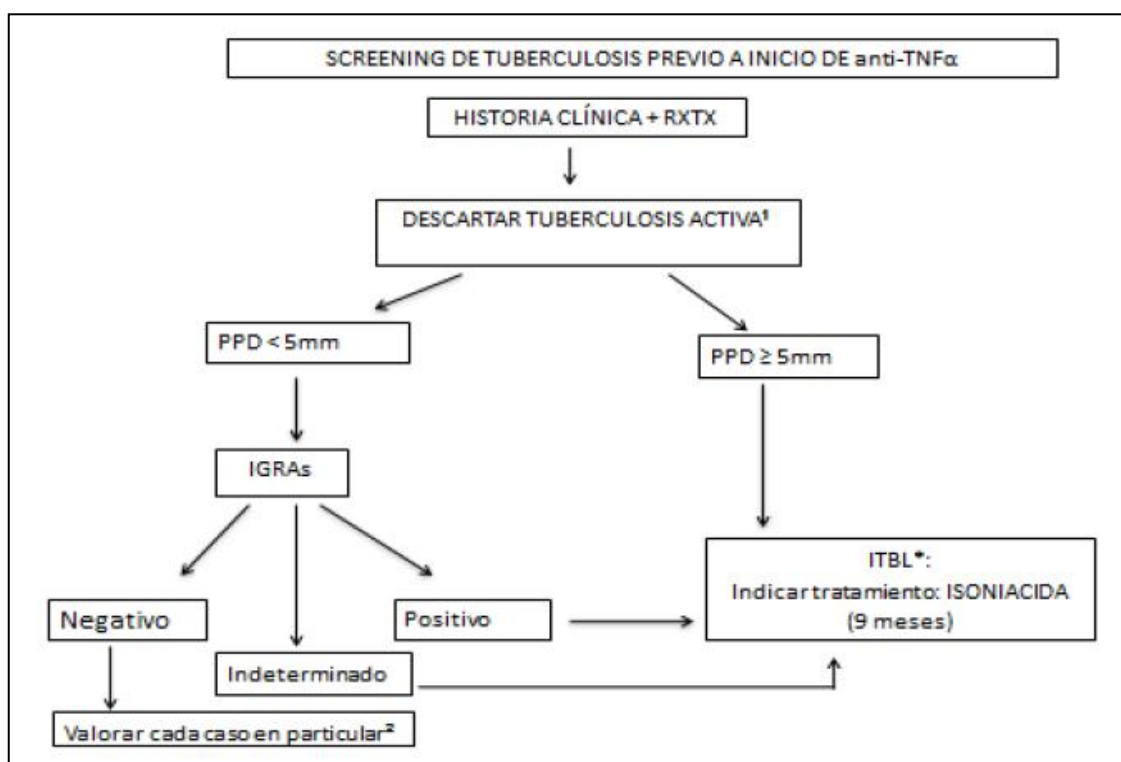 SCREENING DE TUBERCULOSIS PREVIO A INICIO DE anti-TNFα
HISTORIA CLÍNICA + RXTX
DESCARTAR TUBERCULOSIS ACTIVA¹
PPD < 5mm
PPD ≥ 5mm
IGRAs
Negativo
Indeterminado
Positivo
ITBL*:
Indicar tratamiento: ISONIACIDA
(9 meses)
Valorar cada caso en particular²